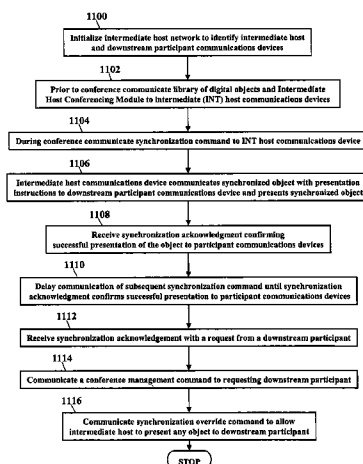 1100
Initialize intermediate host network to identify intermediate host
and downstream participant communications devices
1102
Prior to conference communicate library of digital objects and Intermediate
Host Conferencing Module to intermediate (INT) host communications devices
1104
During conference communicate synchronization command to INT host communications device
1106
Intermediate host communications device communicates synchronized object with presentation
instructions to downstream participant communications device and presents synchronized object
1108
Receive synchronization acknowledgment confirming
successful presentation of the object to participant communications devices
1110
Delay communication of subsequent synchronization command until synchronization
acknowledgment confirms successful presentation to participant communications devices
1112
Receive synchronization acknowledgement with a request from a downstream participant
1114
Communicate a conference management command to requesting downstream participant
1116
Communicate synchronization override command to allow
intermediate host to present any object to downstream participant
STOP